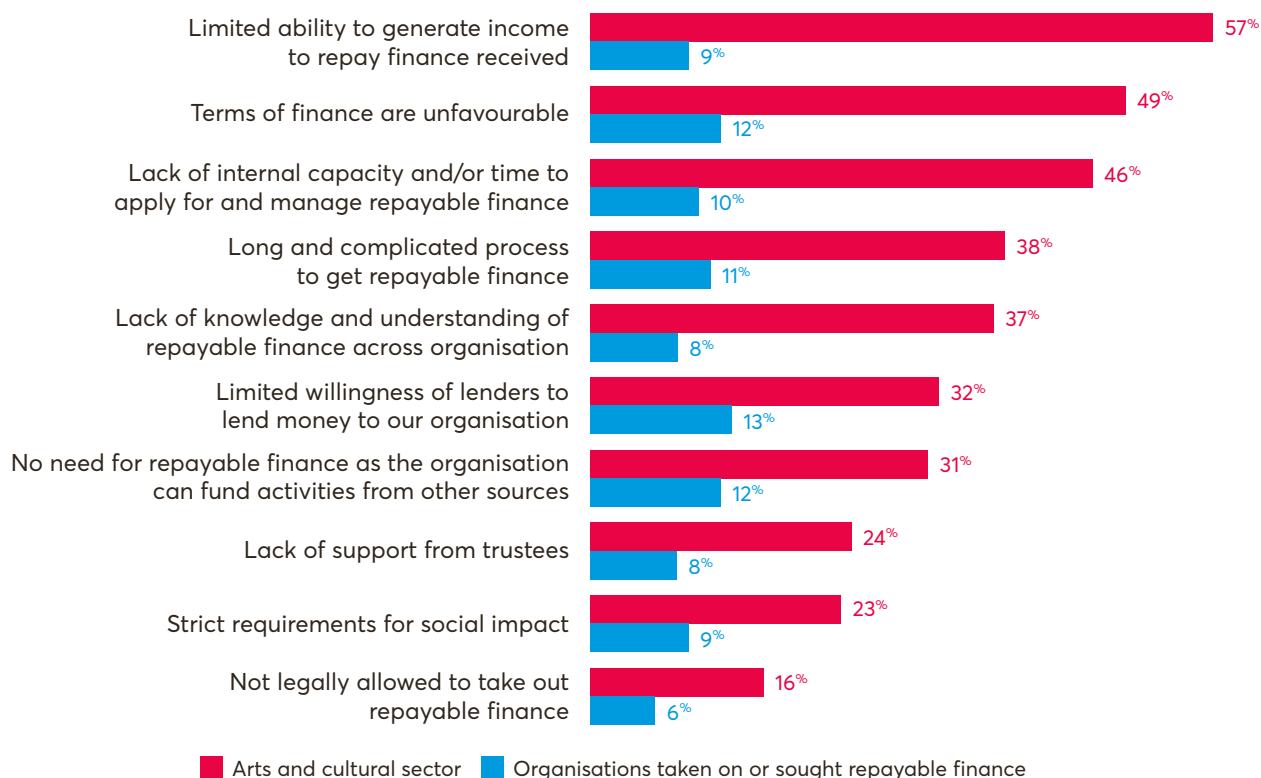 Limited ability to generate income
to repay finance received
57%
9%
Terms of finance are unfavourable
49%
12%
Lack of internal capacity and/or time to
apply for and manage repayable finance
46%
10%
Long and complicated process
to get repayable finance
38%
11%
Lack of knowledge and understanding of
repayable finance across organisation
37%
8%
Limited willingness of lenders to
lend money to our organisation
32%
13%
No need for repayable finance as the organisation
can fund activities from other sources
31%
12%
Lack of support from trustees
24%
8%
Strict requirements for social impact
23%
9%
Not legally allowed to take out
repayable finance
16%
6%
Arts and cultural sector
Organisations taken on or sought repayable finance